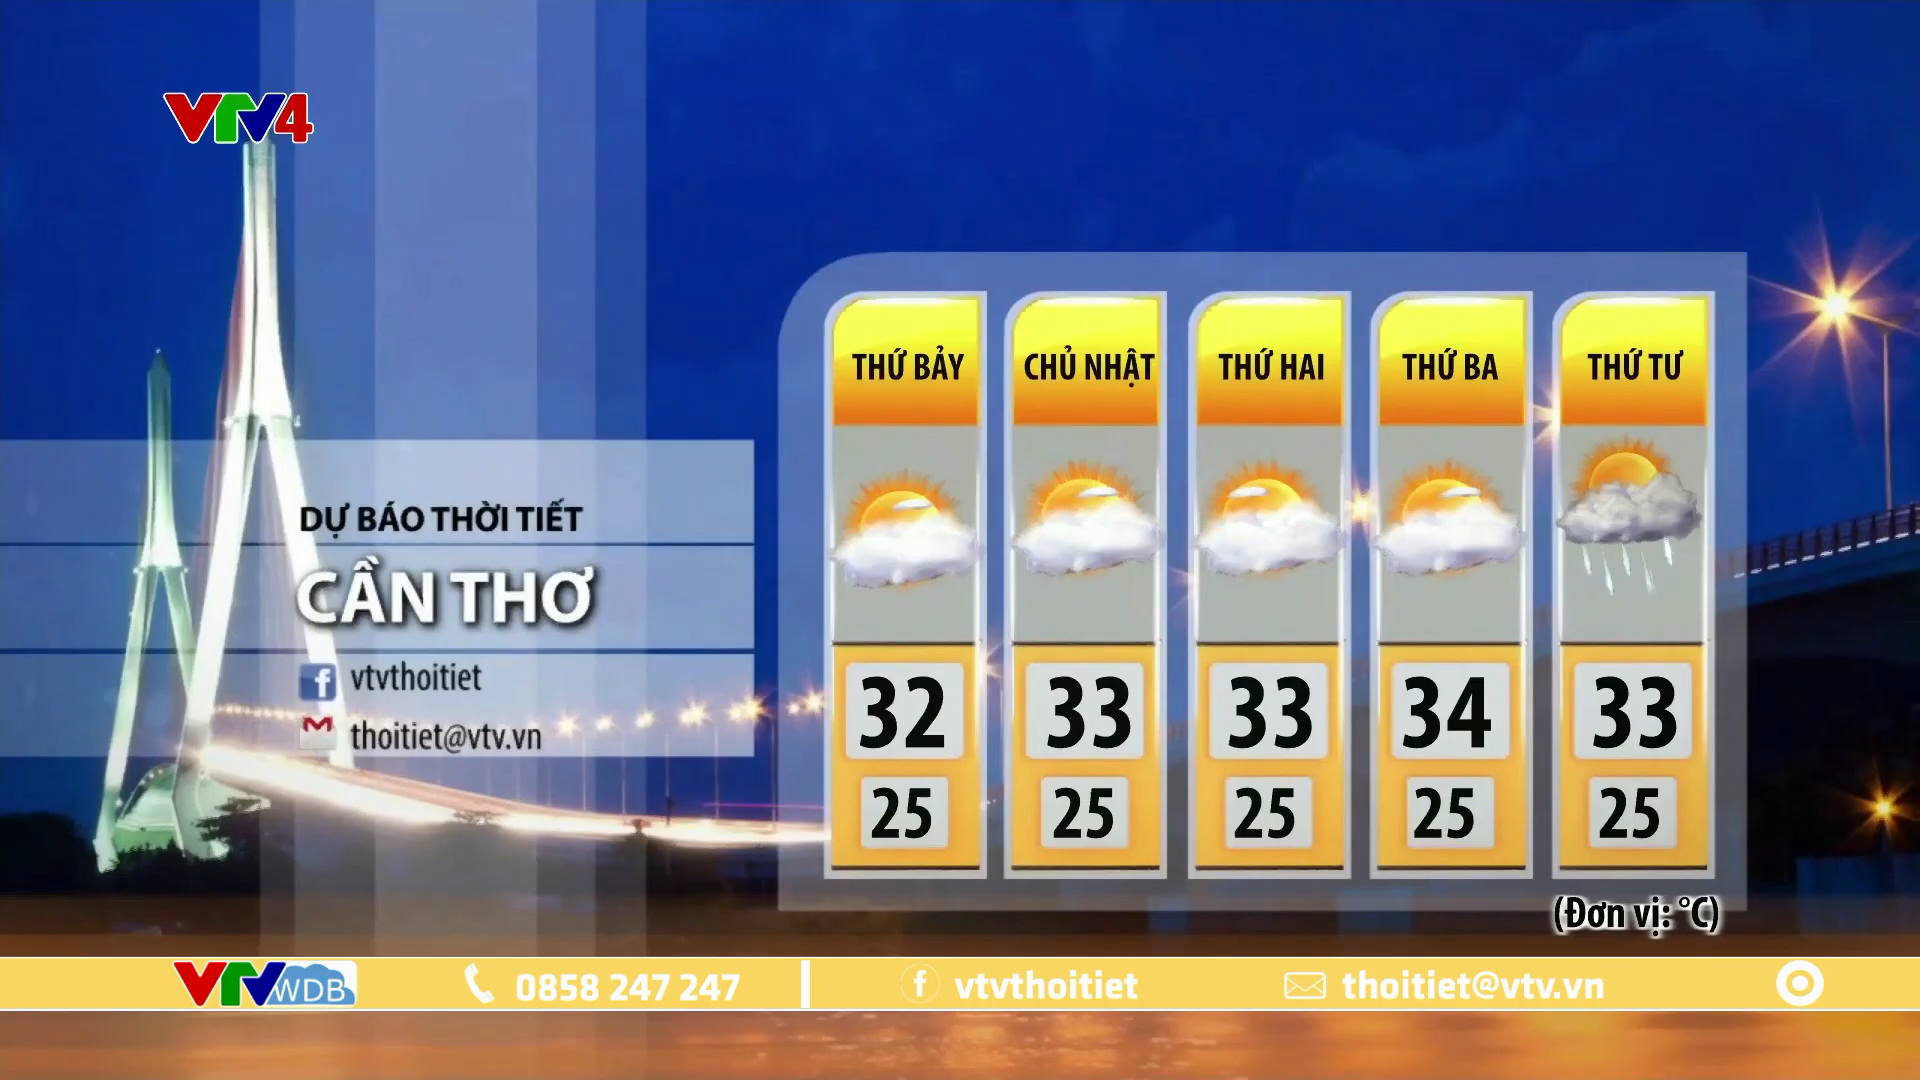 VTV4
DỰ BÁO THỜI TIẾT
CẦN THƠ
vtvthoitiet
thoitiet@vtv.vn
THỨ BẢY CHỦ NHẬT THỨ HAI THỨ BA THỨ TƯ
32 33 33 34 33
25 25 25 25 25
(Đơn vị: °C)
VTV WDB 0858 247 247 vtvthoitiet thoitiet@vtv.vn